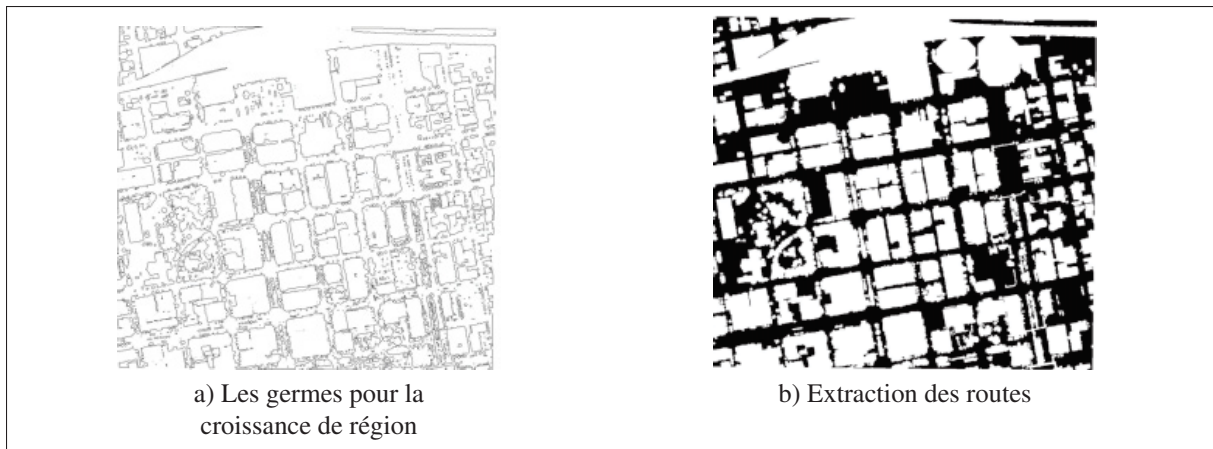 a) Les germes pour la
croissance de région
b) Extraction des routes